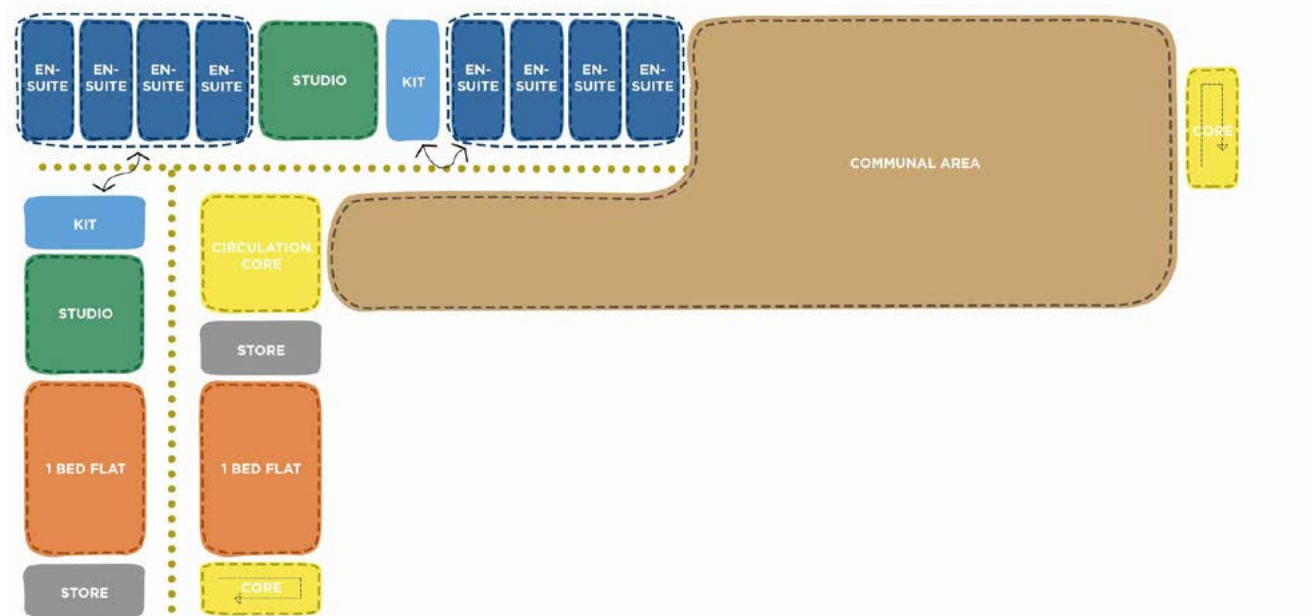 EN-
SUITE
EN-
SUITE
EN-
SUITE
EN-
SUITE
STUDIO
KIT
EN-
SUITE
EN-
SUITE
EN-
SUITE
EN-
SUITE
CORE
COMMUNAL AREA
KIT
CIRCULATION
CORE
STUDIO
STORE
1 BED FLAT
1 BED FLAT
STORE
CORE